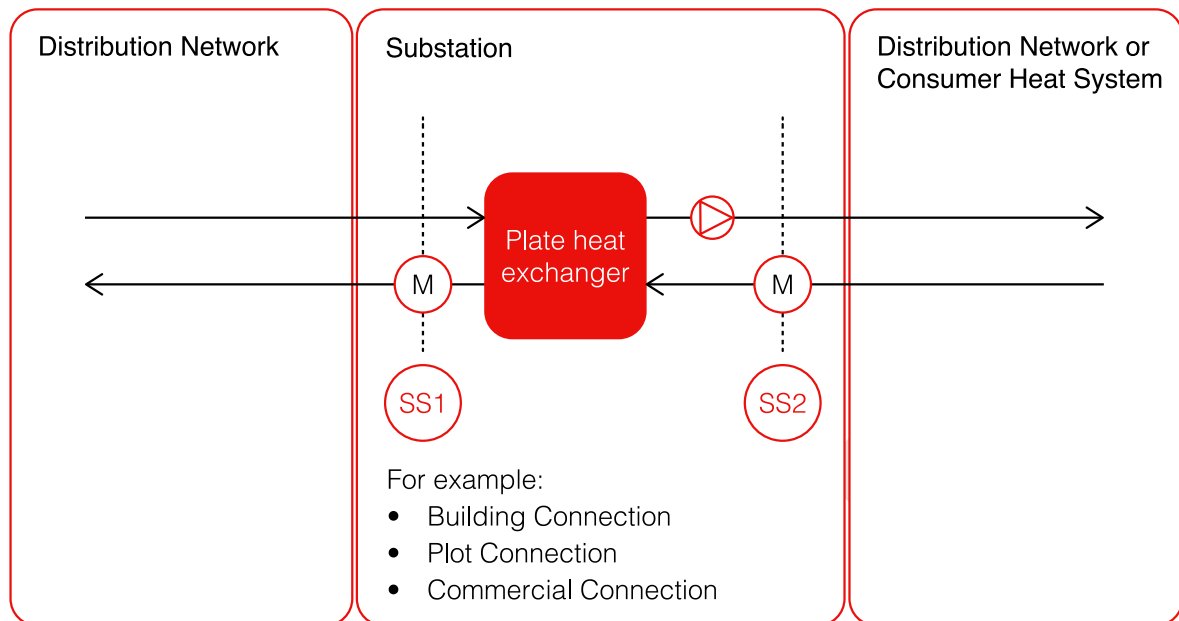 Distribution Network
Substation
Distribution Network or
Consumer Heat System
Plate heat
exchanger
M
M
SS1
SS2
For example:
• Building Connection
• Plot Connection
• Commercial Connection